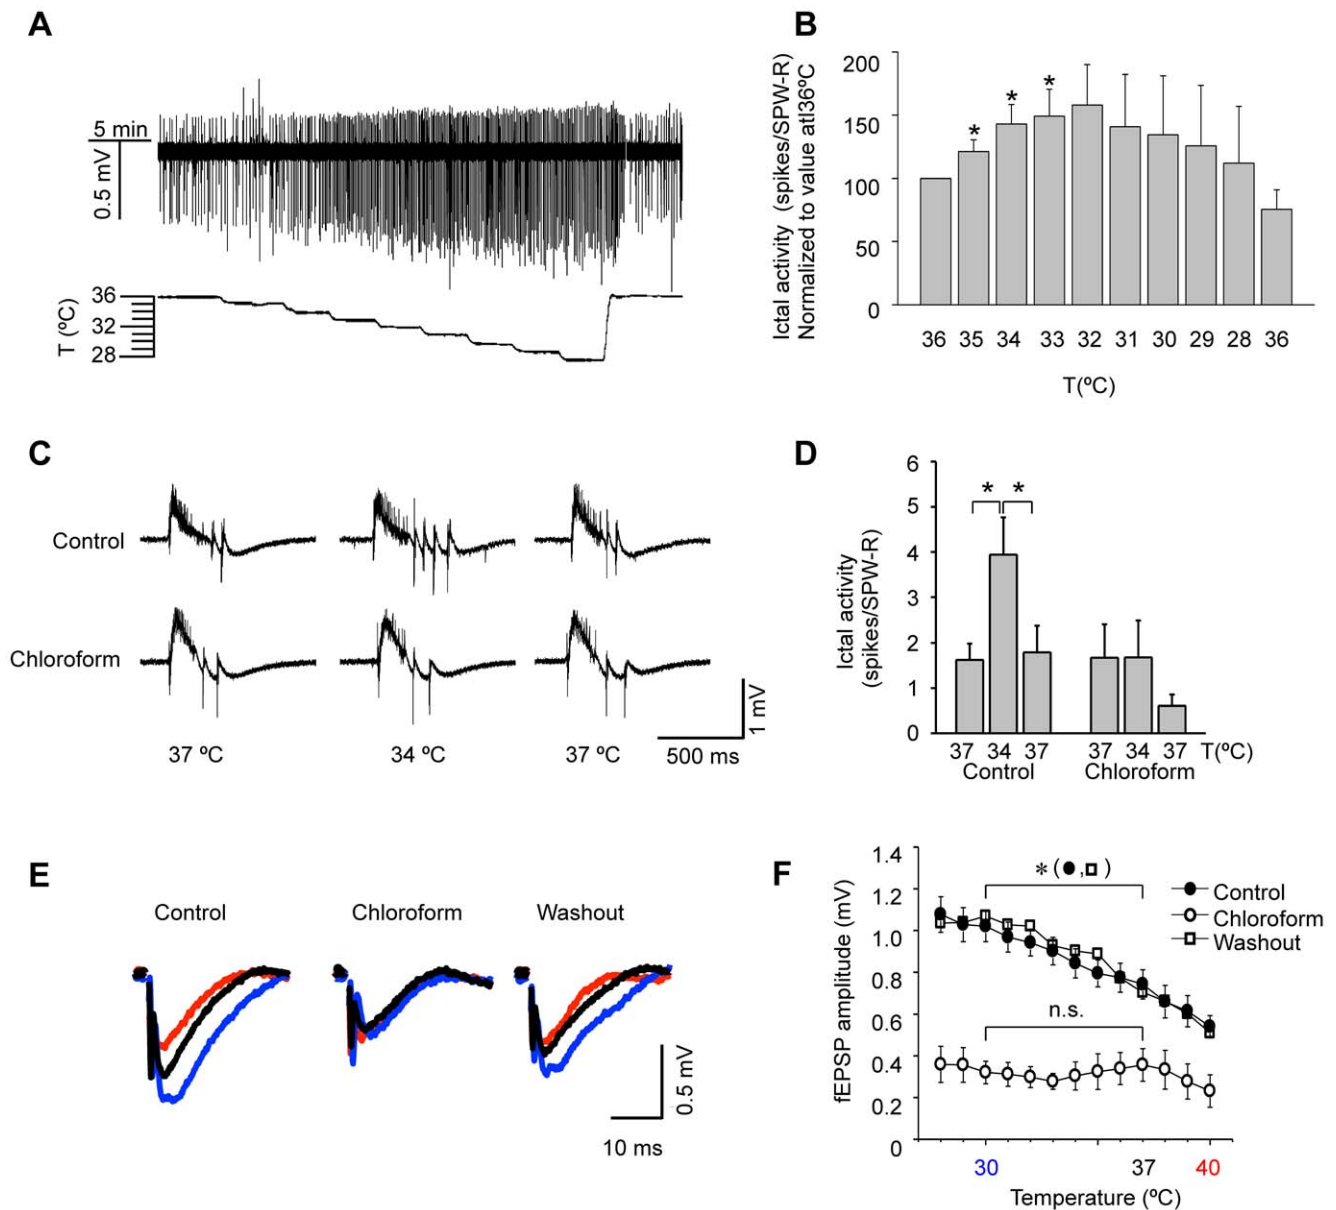 A
5 min
0.5 mV
36
32
28
T (ºC)
B
Ictal activity (spikes/SPW-R)
Normalized to value atl36ºC
200
150
100
50
0
36 35 34 33 32 31 30 29 28 36
* * *
T(ºC)
C
Control
Chloroform
37 ºC 34 ºC 37 ºC
1 mV
500 ms
D
Ictal activity
(spikes/SPW-R)
6
5
4
3
2
1
0
* *
37 34 37 37 34 37 T(ºC)
Control Chloroform
E
Control Chloroform Washout
0.5 mV
10 ms
F
fEPSP amplitude (mV)
1.4
1.2
1.0
0.8
0.6
0.4
0.2
0
* ( , )
n.s.
Control
Chloroform
Washout
30 37 40
Temperature (ºC)